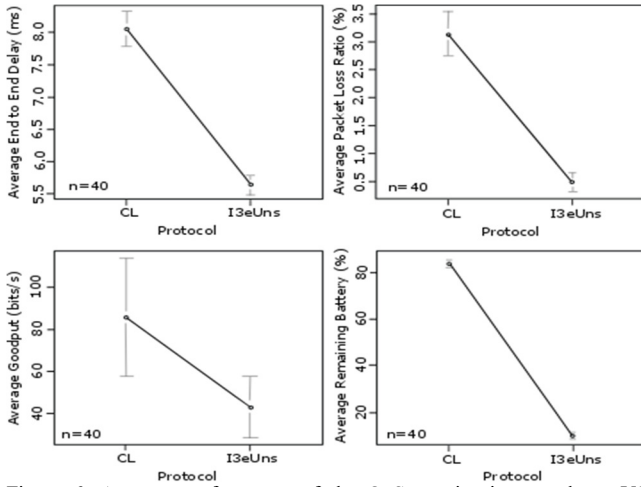 Average End to End Delay (ms)
8.0
7.5
7.0
6.5
6.0
5.5
n=40
CL
I3eUns
Protocol
Average Packet Loss Ratio (%)
3.5
3.0
2.5
2.0
1.5
1.0
0.5
n=40
CL
I3eUns
Protocol
Average Goodput (bits/s)
100
80
60
40
n=40
CL
I3eUns
Protocol
Average Remaining Battery (%)
80
60
40
20
n=40
CL
I3eUns
Protocol